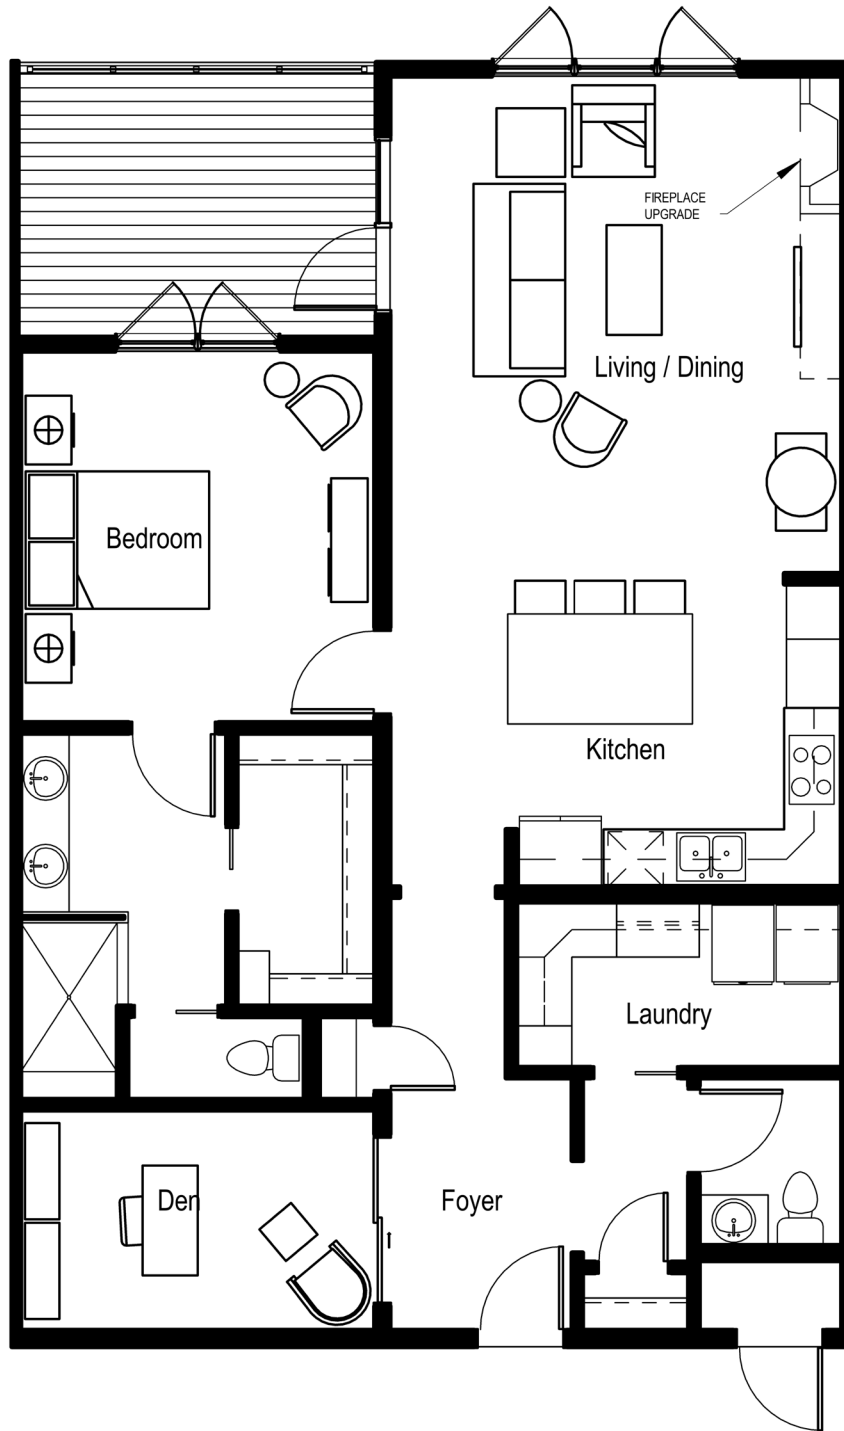 FIREPLACE
UPGRADE
Living / Dining
Bedroom
Kitchen
Laundry
Den
Foyer